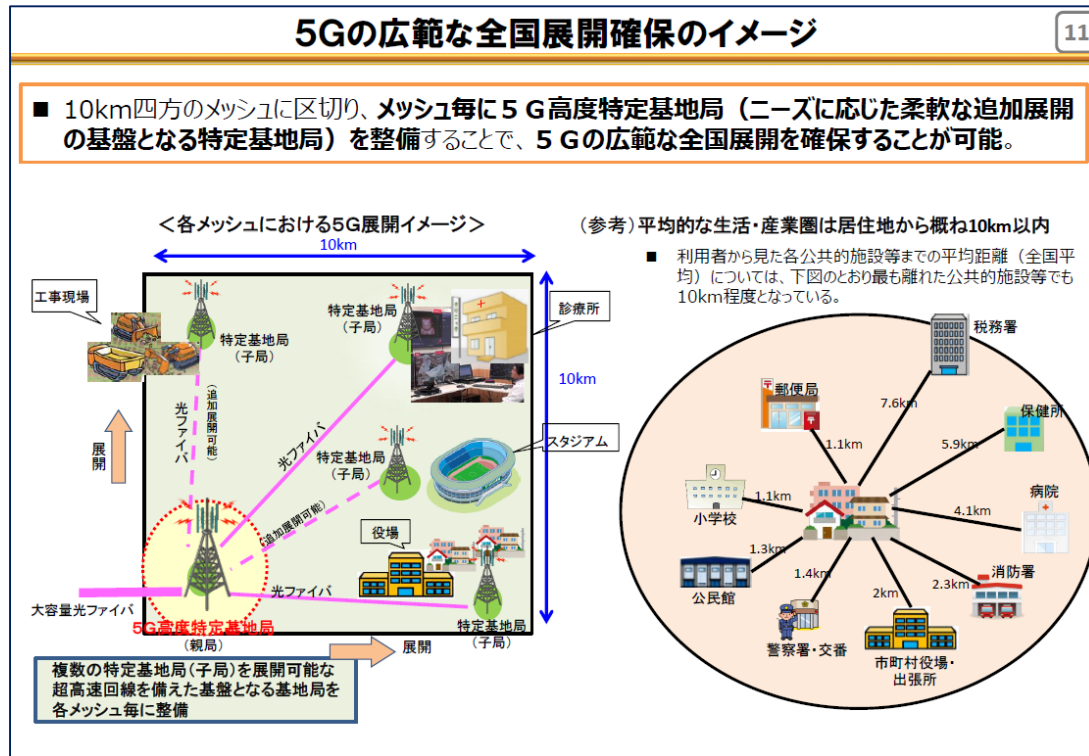 5Gの広範な全国展開確保のイメージ
11
■ 10km四方のメッシュに区切り、メッシュ毎に５Ｇ高度特定基地局（ニーズに応じた柔軟な追加展開
の基盤となる特定基地局）を整備することで、５Ｇの広範な全国展開を確保することが可能。
＜各メッシュにおける5G展開イメージ＞
10km
工事現場
特定基地局
（子局）
特定基地局
（子局）
診療所
10km
（追加展開可能）
光ファイバ
展開
光ファイバ
特定基地局
（子局）
スタジアム
（追加展開可能）
役場
大容量光ファイバ
光ファイバ
5G高度特定基地局
（親局）
特定基地局
（子局）
展開
複数の特定基地局（子局）を展開可能な
超高速回線を備えた基盤となる基地局を
各メッシュ毎に整備
（参考）平均的な生活・産業圏は居住地から概ね10km以内
■ 利用者から見た各公共的施設等までの平均距離（全国平
均）については、下図のとおり最も離れた公共的施設等でも
10km程度となっている。
税務署
7.6km
郵便局
1.1km
保健所
5.9km
小学校
1.1km
病院
4.1km
公民館
1.3km
消防署
2.3km
警察署・交番
1.4km
市町村役場・
出張所
2km